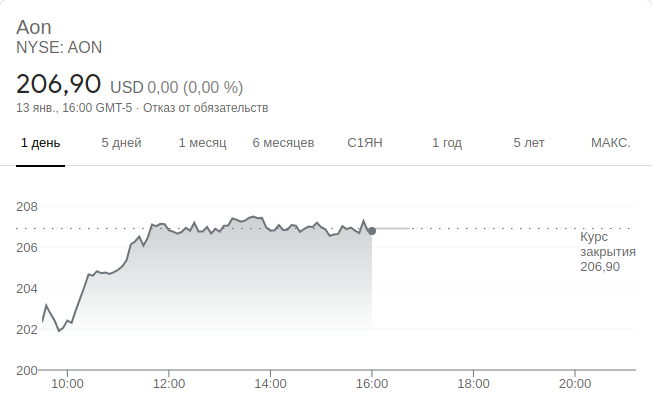 Aon
NYSE: AON
206,90 USD 0,00 (0,00 %)
13 янв., 16:00 GMT-5 · Отказ от обязательств
1 день 5 дней 1 месяц 6 месяцев С1ЯН 1 год 5 лет МАКС.
208
206
204
202
200
Курс
закрытия
206,90
10:00 12:00 14:00 16:00 18:00 20:00